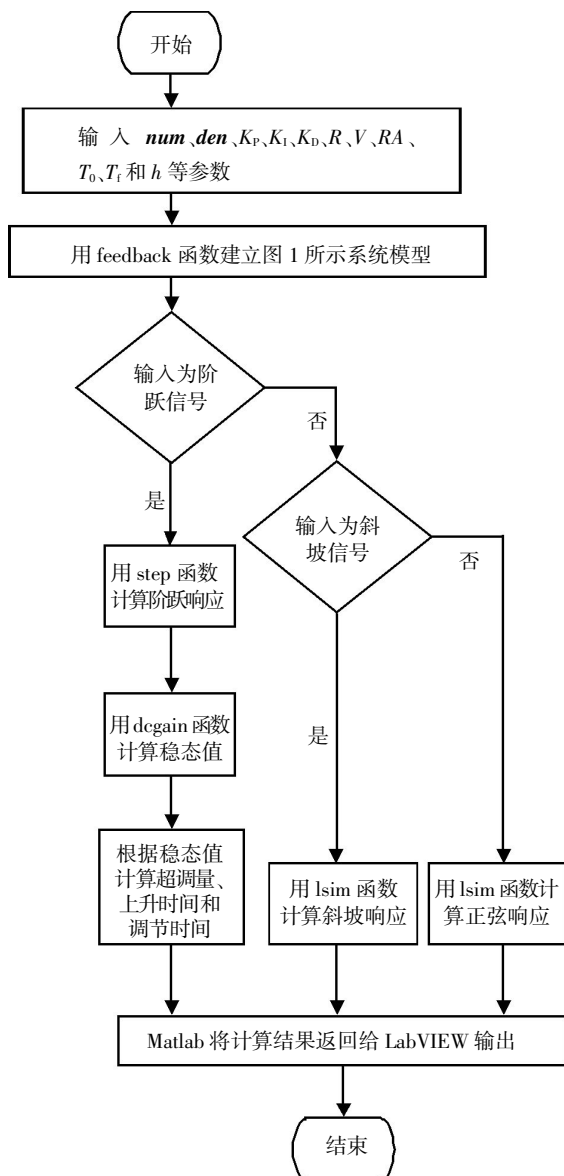 开始
输入 num、den、K_P、K_I、K_D、R、V、RA、
T_0、T_f 和 h 等参数
用 feedback 函数建立图 1 所示系统模型
输入为阶
跃信号
否
是
输入为斜
坡信号
否
用 step 函数
计算阶跃响应
用 dcgain 函数
计算稳态值
是
根据稳态值
计算超调量、
上升时间和
调节时间
用 lsim 函数
计算斜坡响应
用 lsim 函数计
算正弦响应
Matlab 将计算结果返回给 LabVIEW 输出
结束